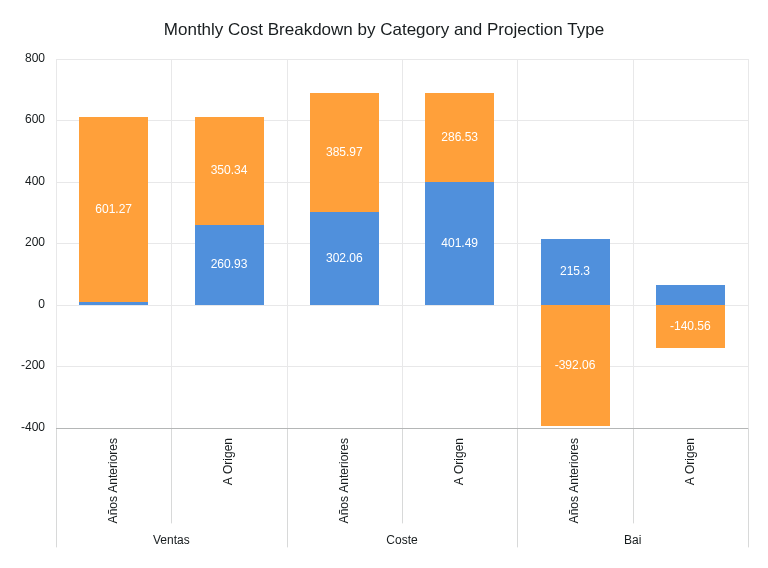 Monthly Cost Breakdown by Category and Projection Type
800
600
400
200
0
-200
-400
601.27
350.34
260.93
385.97
302.06
286.53
401.49
215.3
-392.06
-140.56
Años Anteriores
A Origen
Años Anteriores
A Origen
Años Anteriores
A Origen
Ventas
Coste
Bai